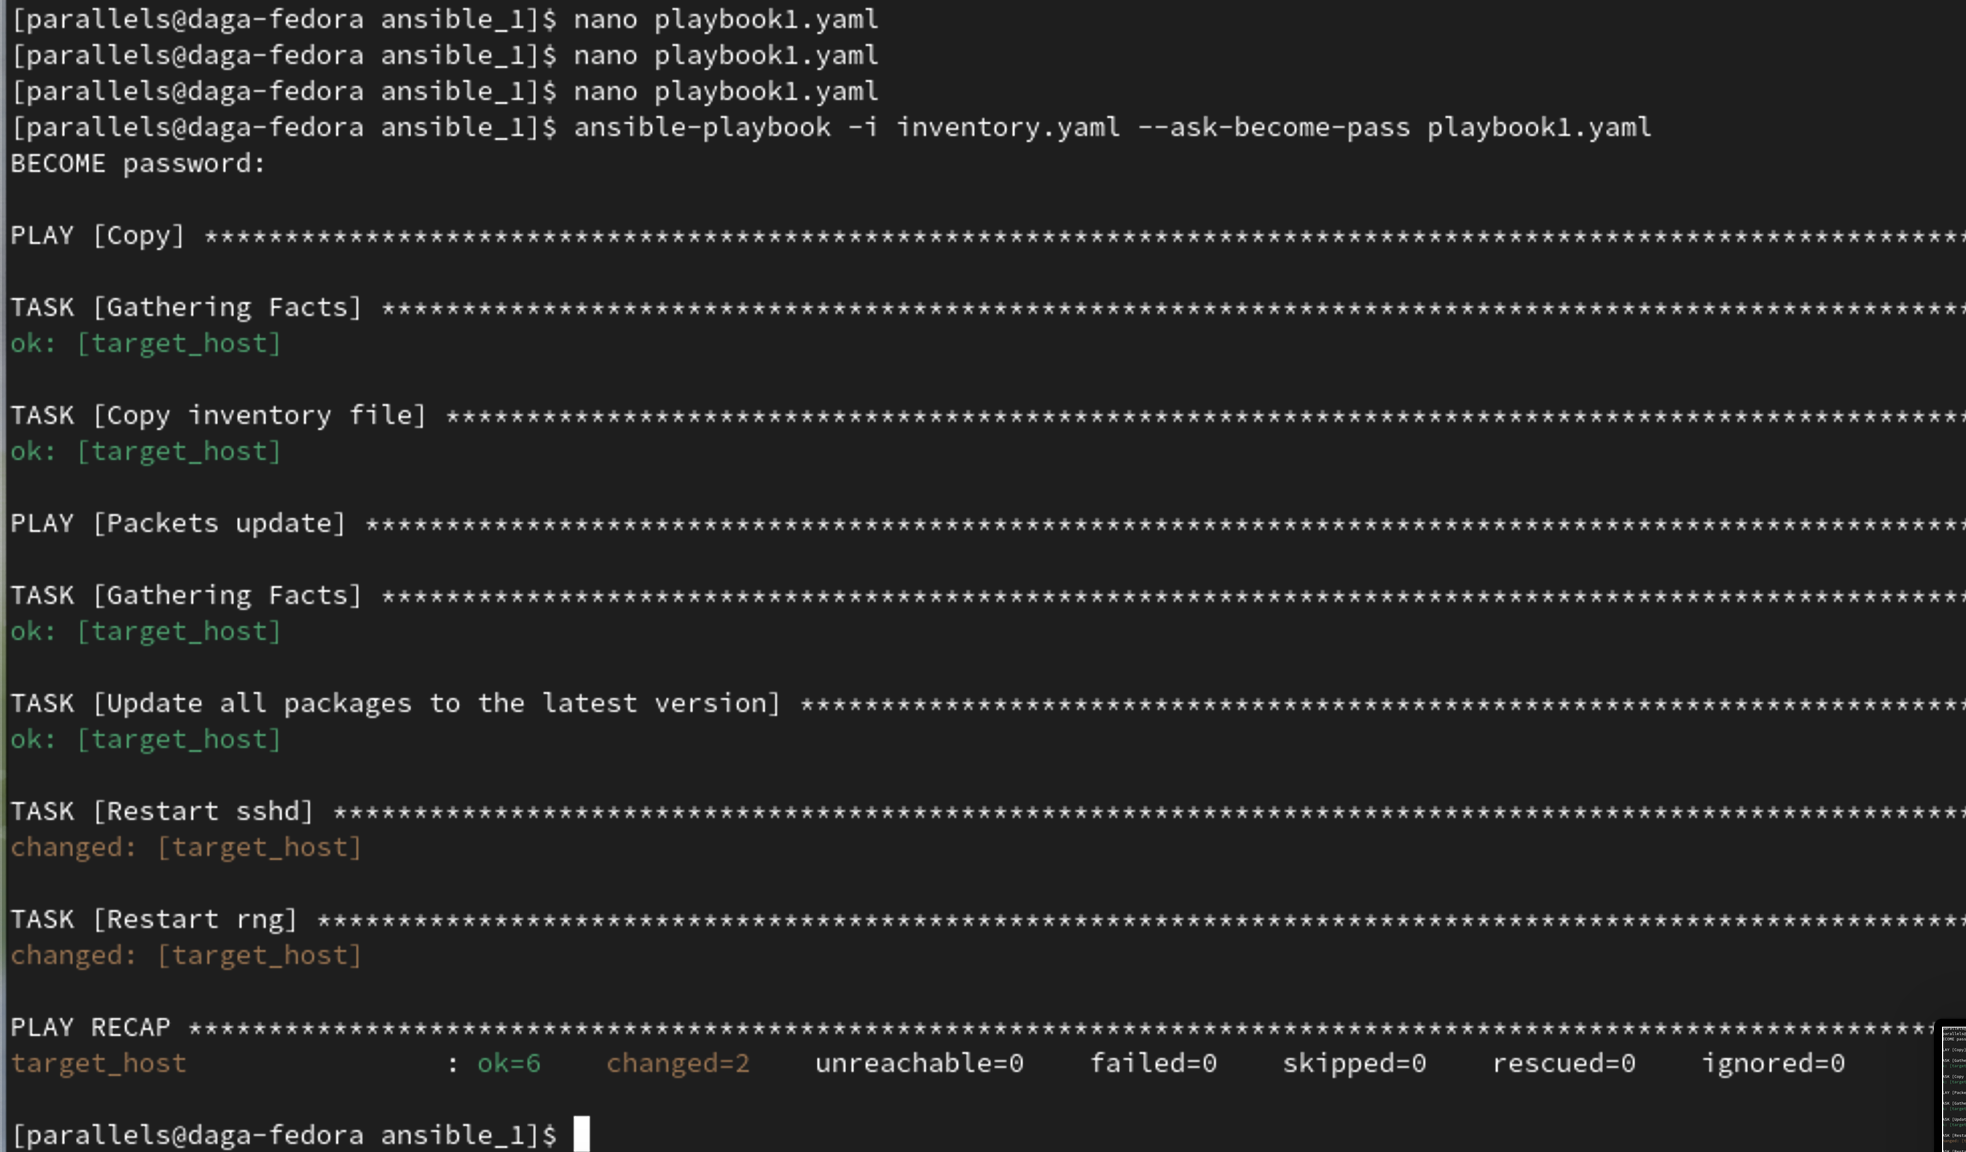 [parallels@daga-fedora ansible_1]$ nano playbook1.yaml
[parallels@daga-fedora ansible_1]$ nano playbook1.yaml
[parallels@daga-fedora ansible_1]$ nano playbook1.yaml
[parallels@daga-fedora ansible_1]$ ansible-playbook -i inventory.yaml --ask-become-pass playbook1.yaml
BECOME password:
PLAY [Copy] **************************************************************************************************************
TASK [Gathering Facts] ***************************************************************************************************
ok: [target_host]
TASK [Copy inventory file] ***********************************************************************************************
ok: [target_host]
PLAY [Packets update] ****************************************************************************************************
TASK [Gathering Facts] ***************************************************************************************************
ok: [target_host]
TASK [Update all packages to the latest version] *************************************************************************
ok: [target_host]
TASK [Restart sshd] ******************************************************************************************************
changed: [target_host]
TASK [Restart rng] *******************************************************************************************************
changed: [target_host]
PLAY RECAP *************************************************************************************************************
target_host                : ok=6    changed=2    unreachable=0    failed=0    skipped=0    rescued=0    ignored=0
[parallels@daga-fedora ansible_1]$